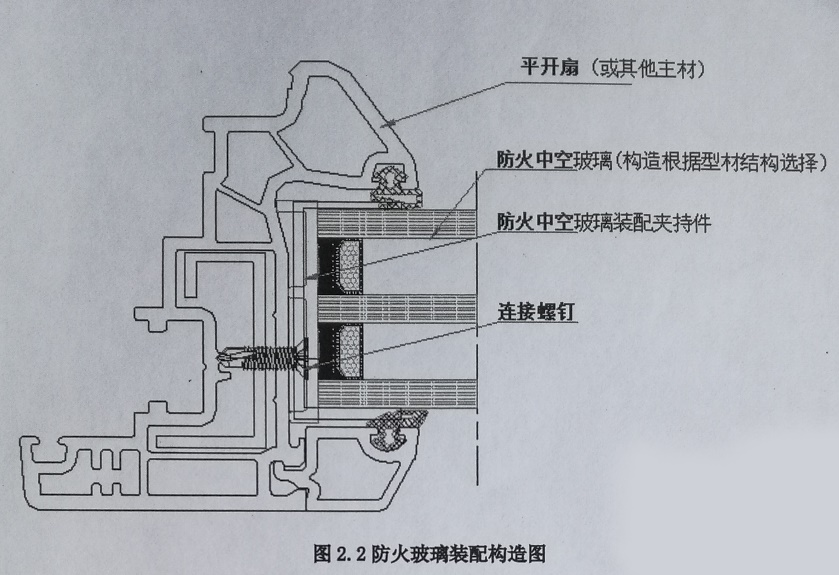 平开扇（或其他主材）
防火中空玻璃(构造根据型材结构选择)
防火中空玻璃装配夹持件
连接螺钉
图 2.2 防火玻璃装配构造图